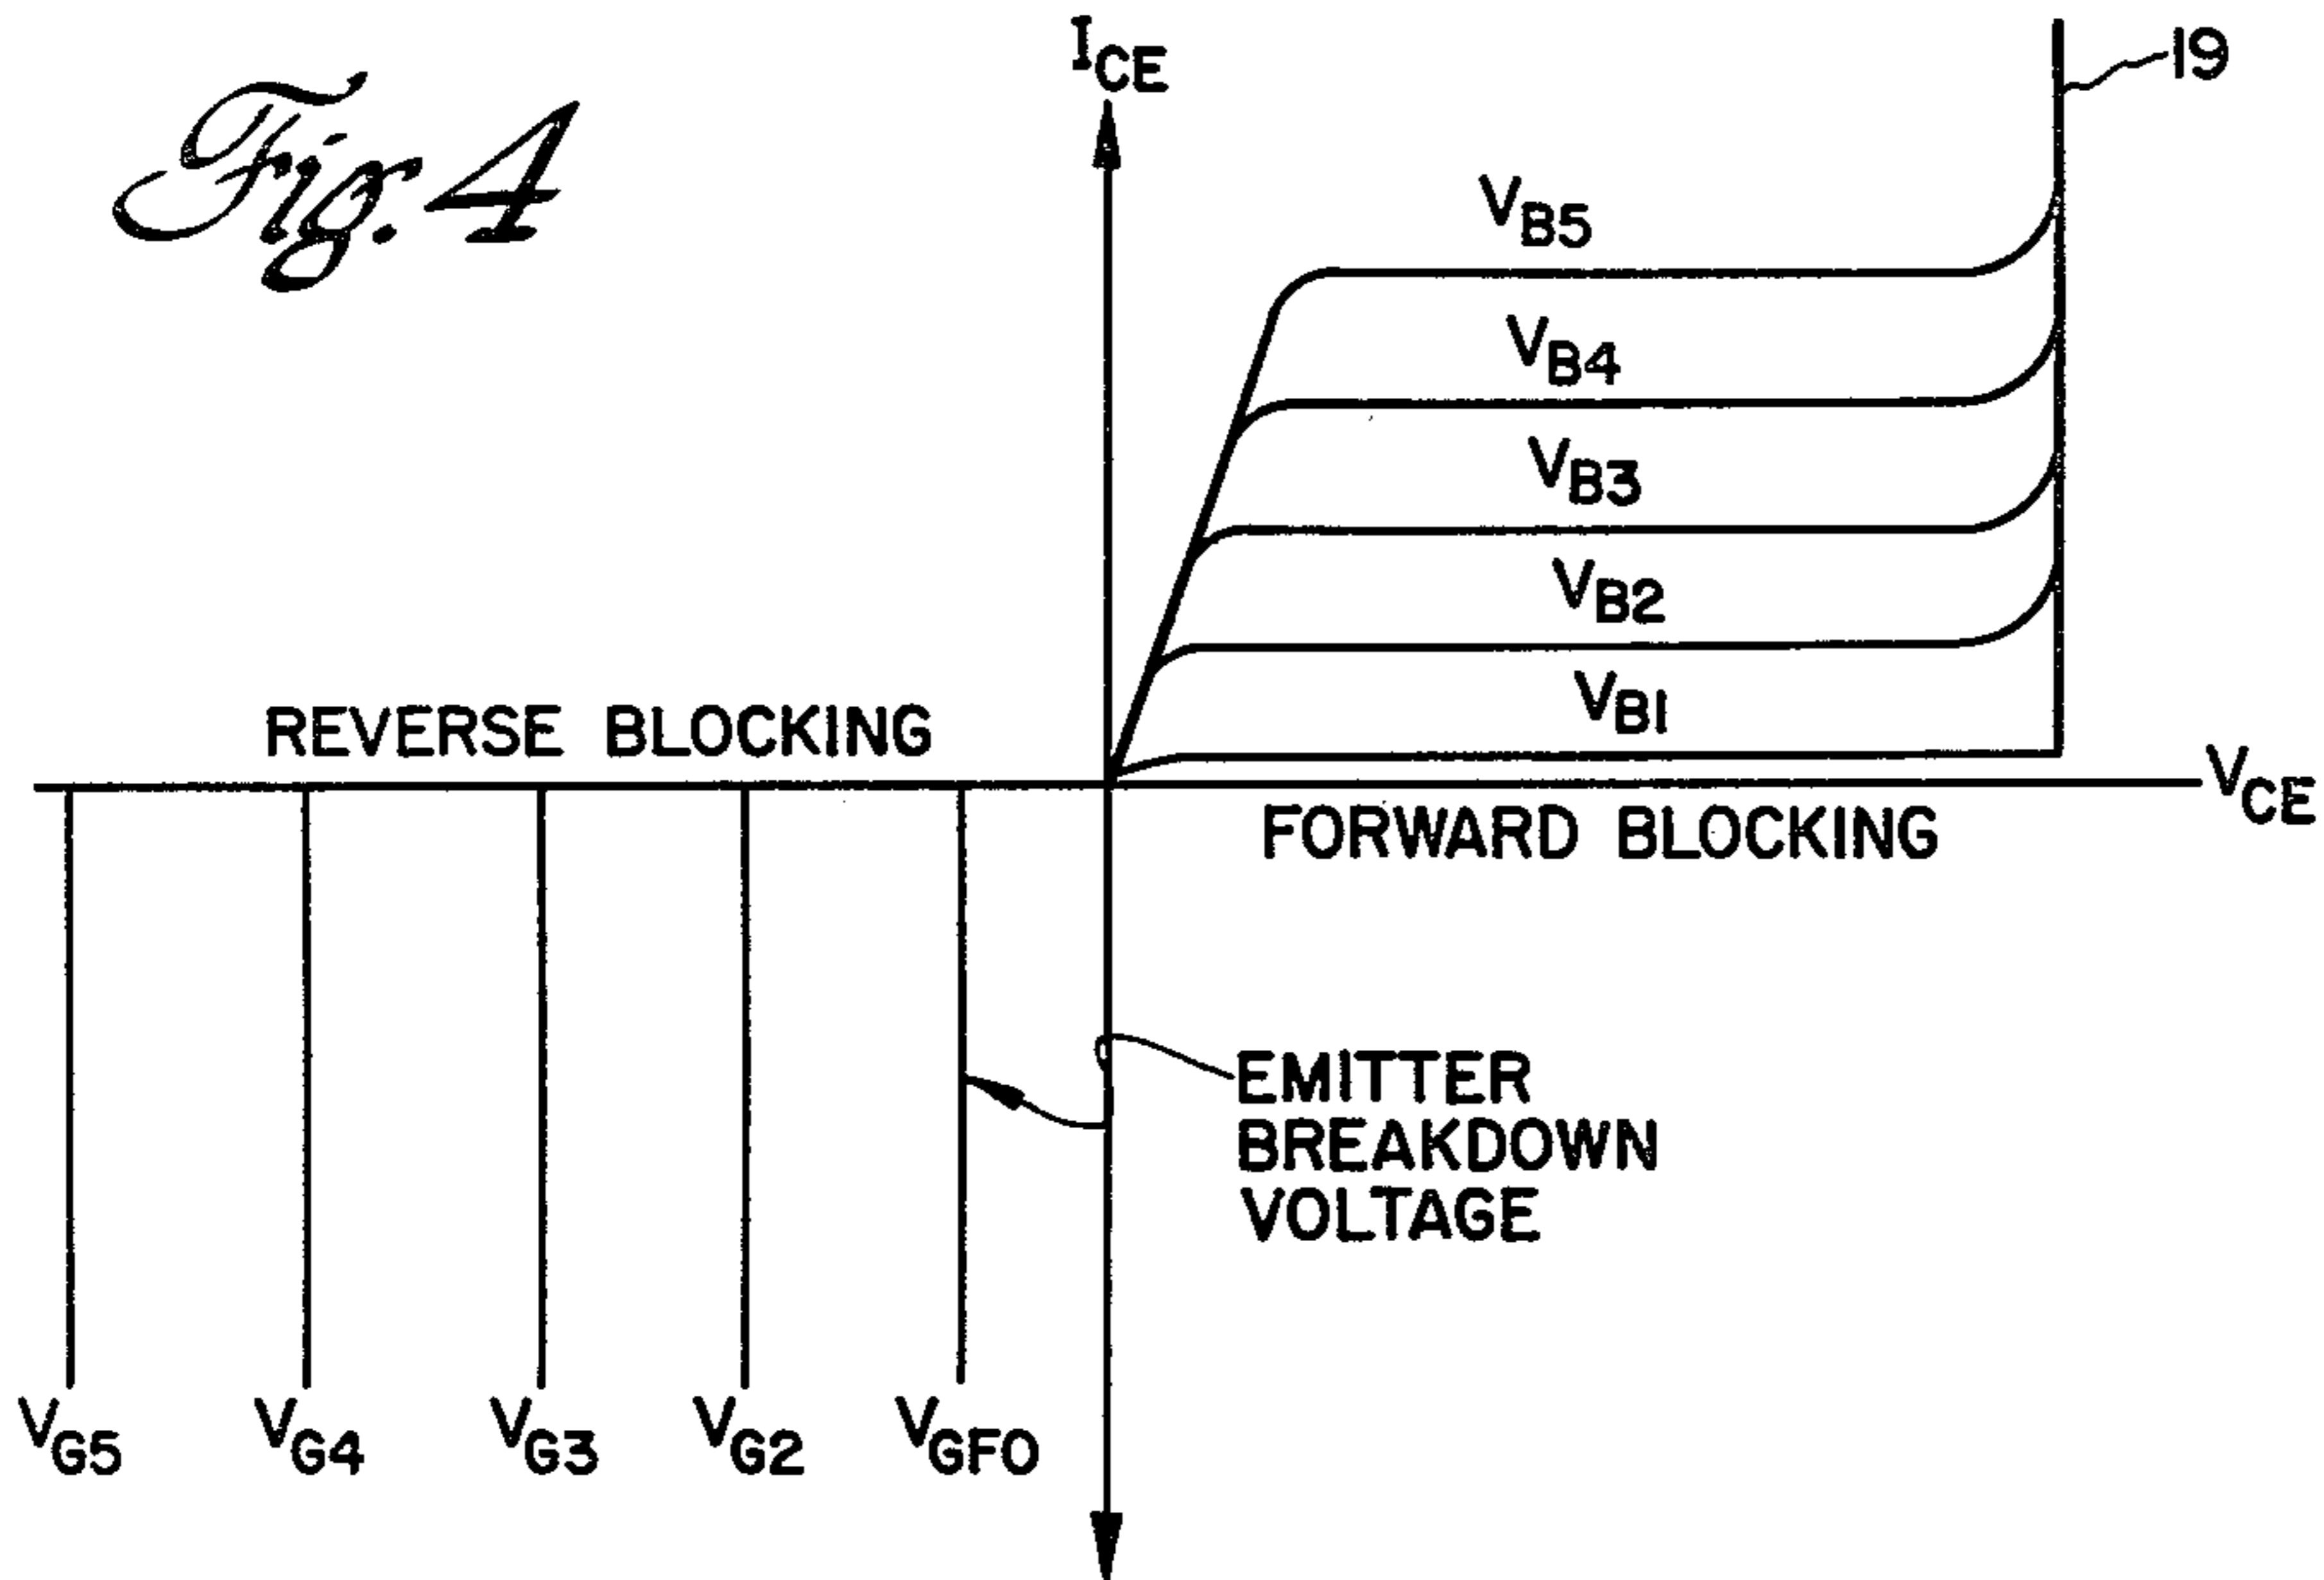 Fig. 4
ICE
19
VB5
VB4
VB3
VB2
VB1
REVERSE BLOCKING
VCE
FORWARD BLOCKING
EMITTER
BREAKDOWN
VOLTAGE
VG5 VG4 VG3 VG2 VGFO